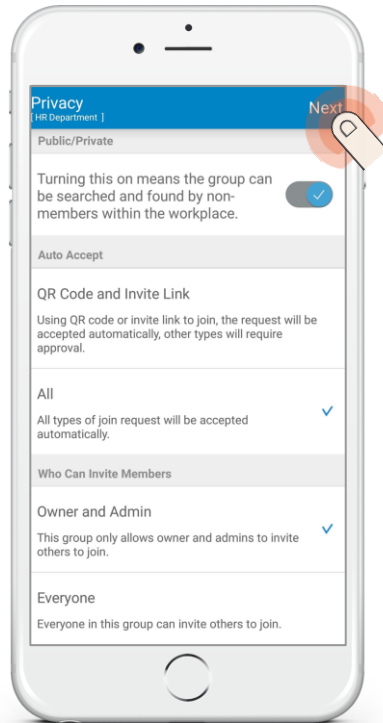 Privacy
Next
[ HR Department ]
Public/Private
Turning this on means the group can
be searched and found by non-
members within the workplace.
Auto Accept
QR Code and Invite Link
Using QR code or invite link to join, the request will be
accepted automatically, other types will require
approval.
All
All types of join request will be accepted
automatically.
Who Can Invite Members
Owner and Admin
This group only allows owner and admins to invite
others to join.
Everyone
Everyone in this group can invite others to join.